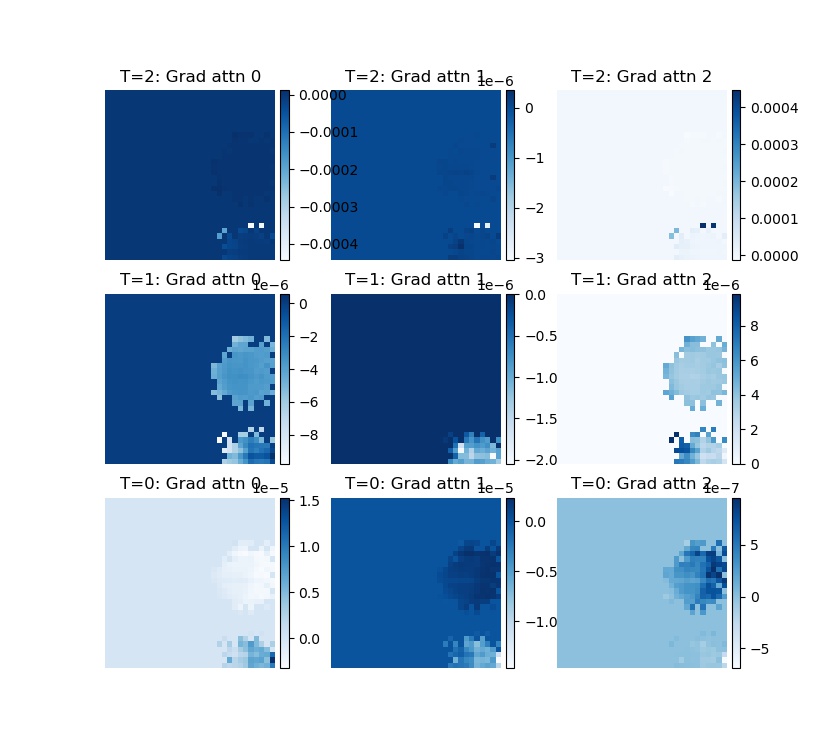 T=2: Grad attn 0
T=2: Grad attn 1
1e−6
T=2: Grad attn 2
0.0000
−0.0001
−0.0002
−0.0003
−0.0004
0
−1
−2
−3
0.0004
0.0003
0.0002
0.0001
0.0000
T=1: Grad attn 0
1e−6
T=1: Grad attn 1
1e−6
T=1: Grad attn 2
1e−6
0
−2
−4
−6
−8
0.0
−0.5
−1.0
−1.5
−2.0
8
6
4
2
0
T=0: Grad attn 0
1e−5
T=0: Grad attn 1
1e−5
T=0: Grad attn 2
1e−7
1.5
1.0
0.5
0.0
0.0
−0.5
−1.0
5
0
−5